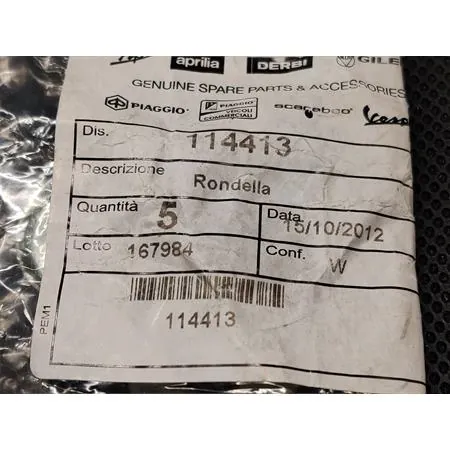 aprilia DERBI GILE
GENUINE SPARE PARTS & ACCESSORIES
PIAGGIO PIAGGIO VEICOLI COMMERCIALI scarabeo Vespa
Dis. 114413
Descrizione Rondella
Quantità 5 Data 15/10/2012
Lotto 167984 Conf. W
114413
PEM1